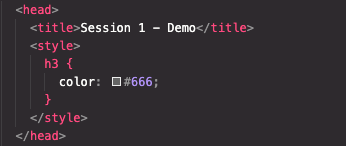 <head>
<title>Session 1 - Demo</title>
<style>
h3 {
color: #666;
}
</style>
</head>